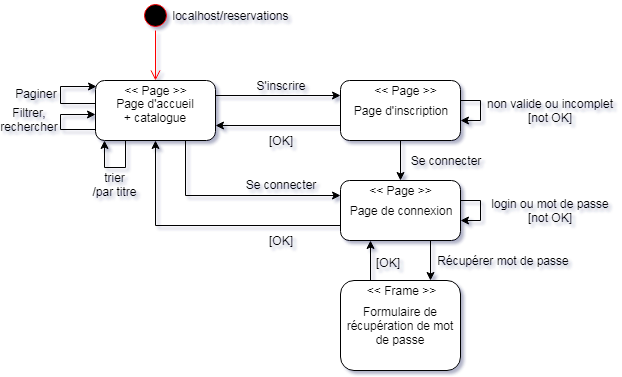 localhost/reservations
<< Page >>
Page d'accueil
+ catalogue
Paginer
Filtrer,
rechercher
trier
/par titre
S'inscrire
[OK]
<< Page >>
Page d'inscription
non valide ou incomplet
[not OK]
Se connecter
Se connecter
[OK]
<< Page >>
Page de connexion
login ou mot de passe
[not OK]
[OK]
Récupérer mot de passe
<< Frame >>
Formulaire de
récupération de mot
de passe